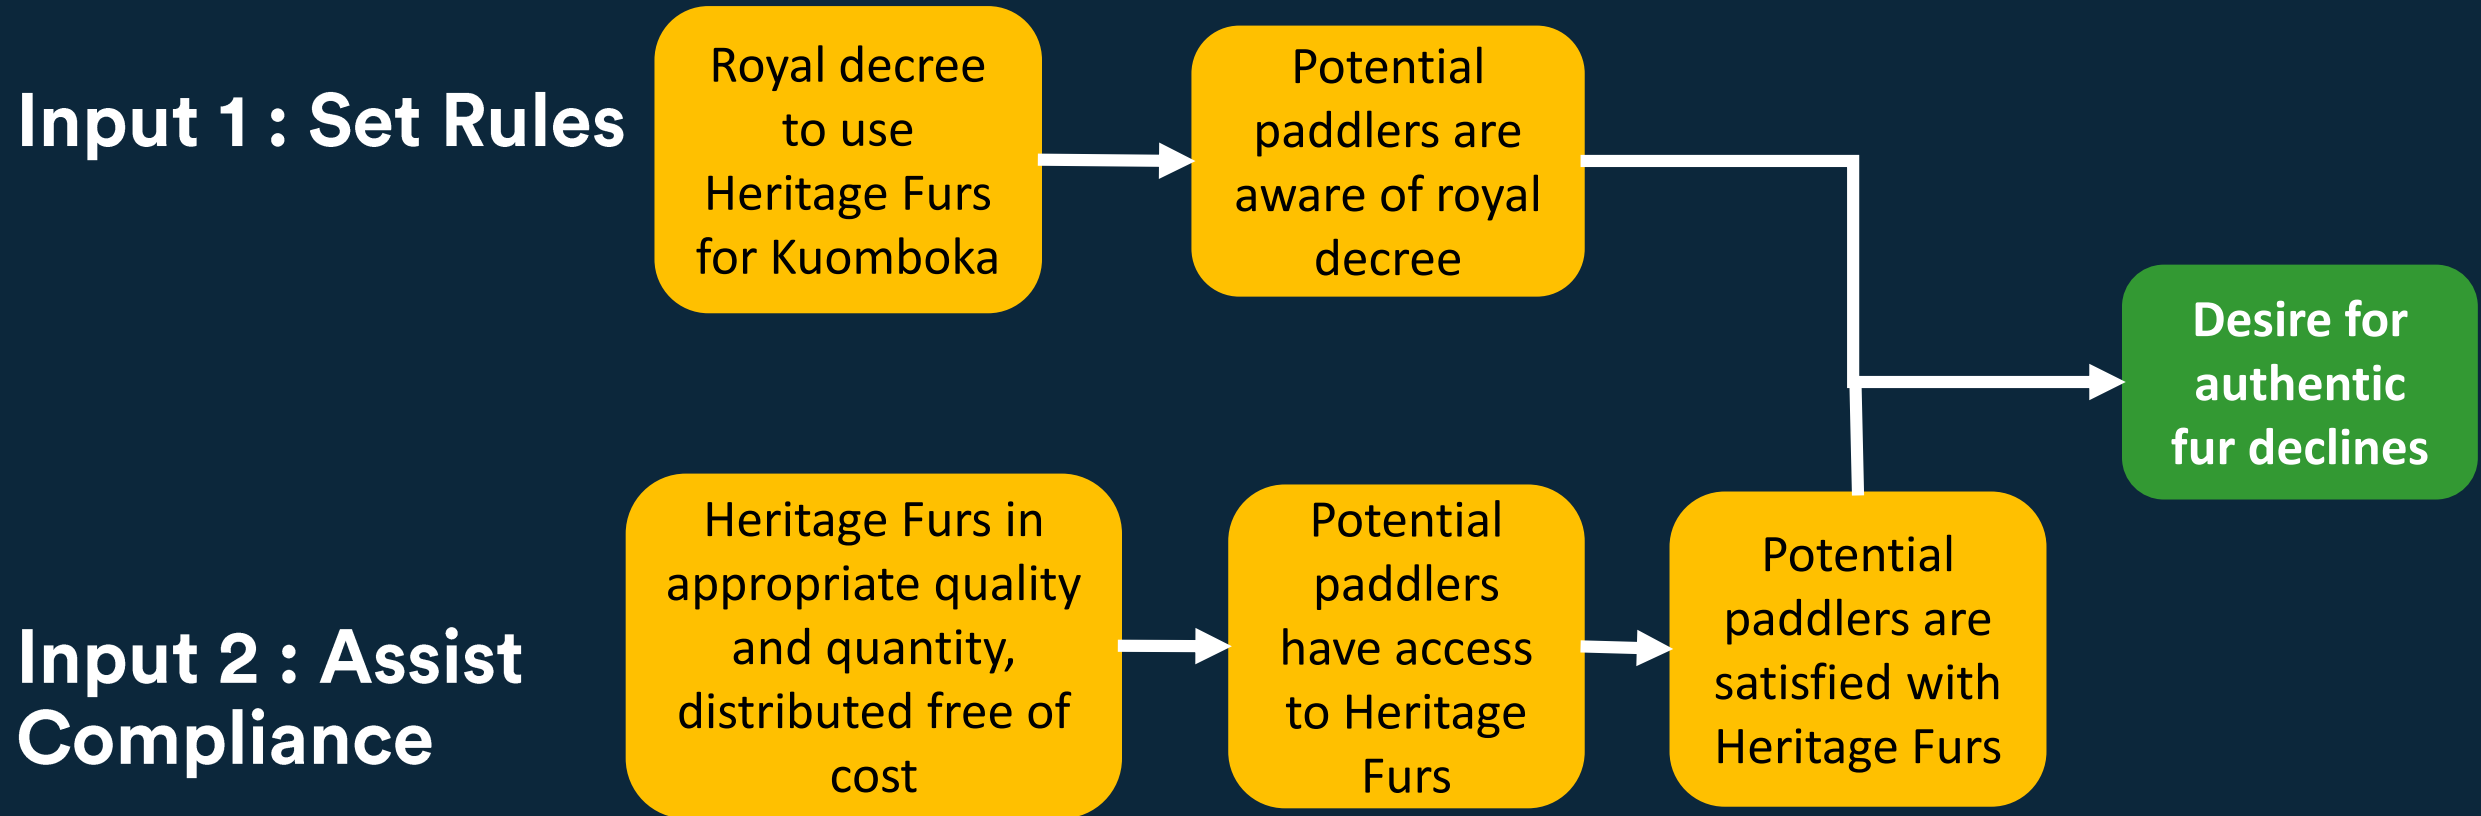 Input 1 : Set Rules
Royal decree
to use
Heritage Furs
for Kuomboka
Potential
paddlers are
aware of royal
decree
Desire for
authentic
fur declines
Input 2 : Assist
Compliance
Heritage Furs in
appropriate quality
and quantity,
distributed free of
cost
Potential
paddlers
have access
to Heritage
Furs
Potential
paddlers are
satisfied with
Heritage Furs